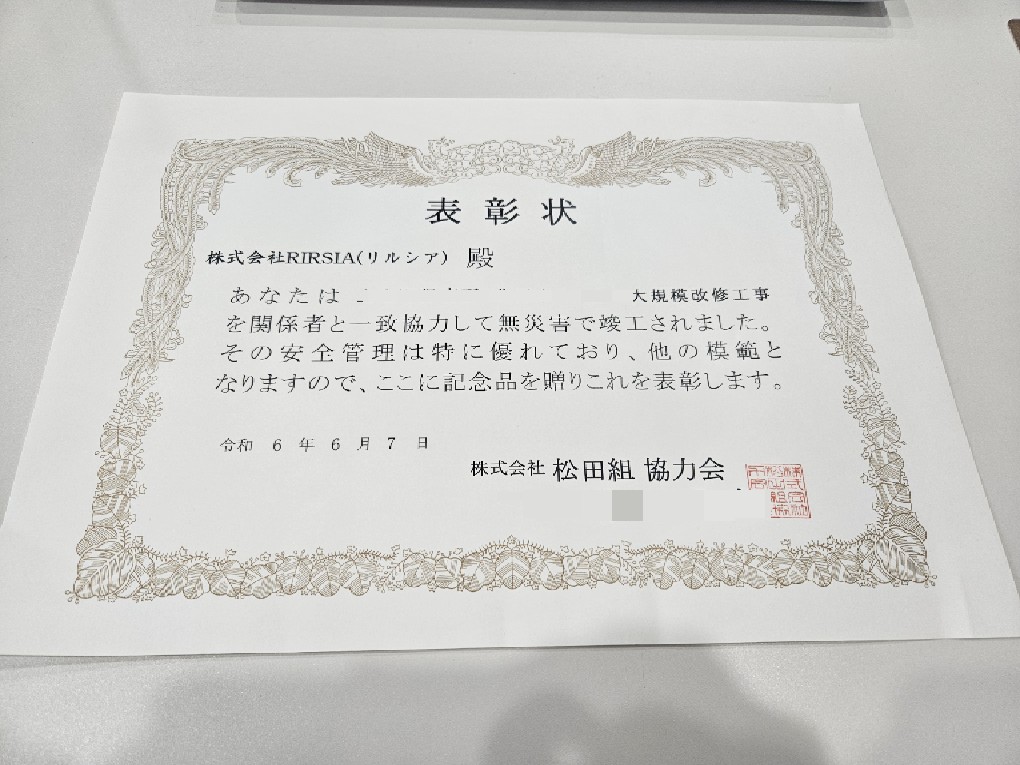 表彰状
株式会社RIRSIA(リルシア) 殿
あなたは 大規模改修工事
を関係者と一致協力して無災害で竣工されました。
その安全管理は特に優れており、他の模範と
なりますので、ここに記念品を贈りこれを表彰します。
令和 6 年 6 月 7 日
株式会社 松田組 協力会